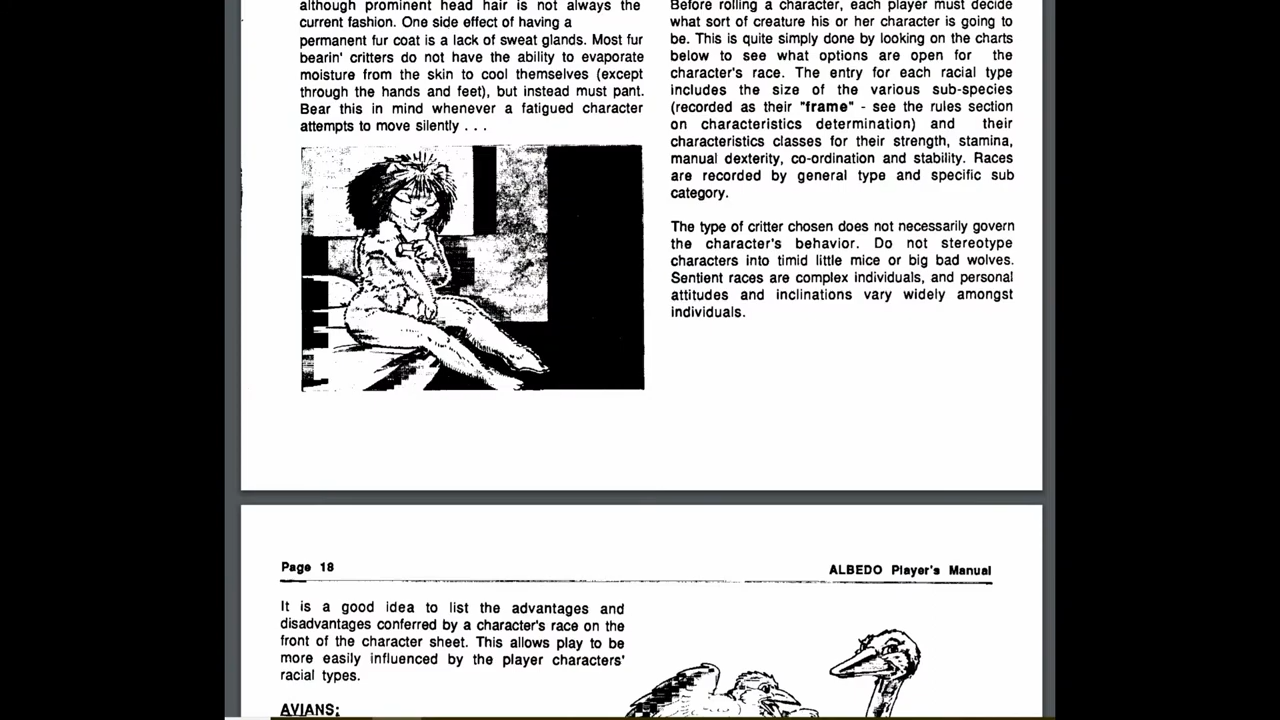 although prominent head hair is not always the
current fashion. One side effect of having a
permanent fur coat is a lack of sweat glands. Most fur
bearin' critters do not have the ability to evaporate
moisture from the skin to cool themselves (except
through the hands and feet), but instead must pant.
Bear this in mind whenever a fatigued character
attempts to move silently . . .
Before rolling a character, each player must decide
what sort of creature his or her character is going to
be. This is quite simply done by looking on the charts
below to see what options are open for the
character's race. The entry for each racial type
includes the size of the various sub-species
(recorded as their "frame" - see the rules section
on characteristics determination) and their
characteristics classes for their strength, stamina,
manual dexterity, co-ordination and stability. Races
are recorded by general type and specific sub
category.
The type of critter chosen does not necessarily govern
the character's behavior. Do not stereotype
characters into timid little mice or big bad wolves.
Sentient races are complex individuals, and personal
attitudes and inclinations vary widely amongst
individuals.
Page 18
ALBEDO Player's Manual
It is a good idea to list the advantages and
disadvantages conferred by a character's race on the
front of the character sheet. This allows play to be
more easily influenced by the player characters'
racial types.
AVIANS: